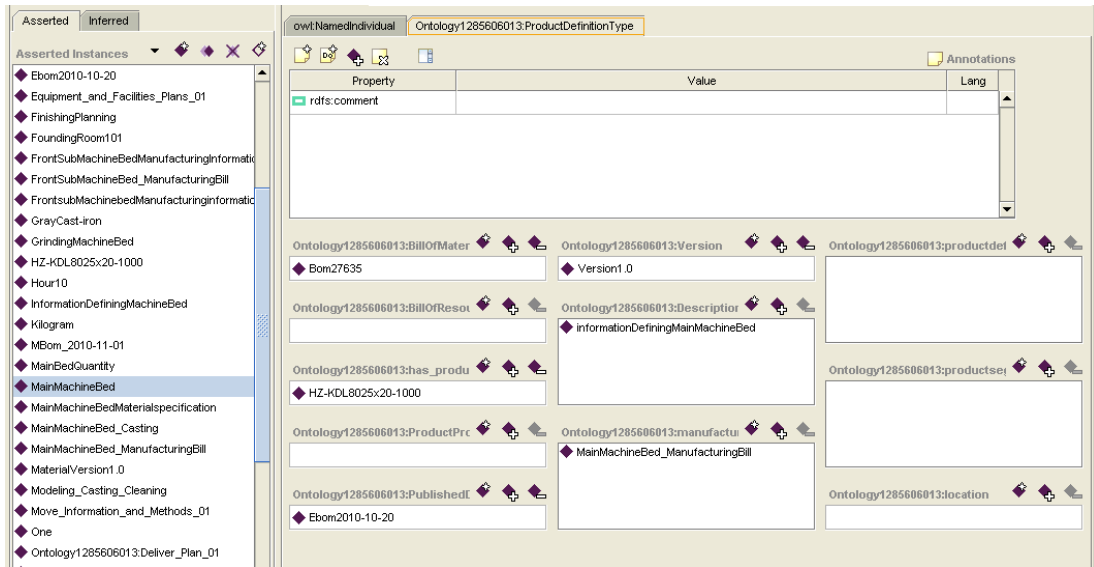 Asserted
Inferred
Asserted Instances
Ebom2010-10-20
Equipment_and_Facilities_Plans_01
FinishingPlanning
FoundingRoom101
FrontSubMachineBedManufacturingInformatic
FrontSubMachineBed_ManufacturingBill
FrontsubMachinebedManufacturinginformatic
GrayCast-iron
GrindingMachineBed
HZ-KDL8025x20-1000
Hour10
InformationDefiningMachineBed
Kilogram
MBom_2010-11-01
MainBedQuantity
MainMachineBed
MainMachineBedMaterialspecification
MainMachineBed_Casting
MainMachineBed_ManufacturingBill
MaterialVersion1.0
Modeling_Casting_Cleaning
Move_Information_and_Methods_01
One
Ontology1285606013:Deliver_Plan_01
owl:NamedIndividual
Ontology1285606013:ProductDefinitionType
Annotations
Property Value Lang
rdfs:comment
Ontology1285606013:BillOfMater
Bom27635
Ontology1285606013:BillOfResou
Ontology1285606013:has_produ
HZ-KDL8025x20-1000
Ontology1285606013:ProductPrc
Ontology1285606013:PublishedD
Ebom2010-10-20
Ontology1285606013:Version
Version1.0
Ontology1285606013:Description
informationDefiningMainMachineBed
Ontology1285606013:manufactu
MainMachineBed_ManufacturingBill
Ontology1285606013:productdef
Ontology1285606013:productseg
Ontology1285606013:location